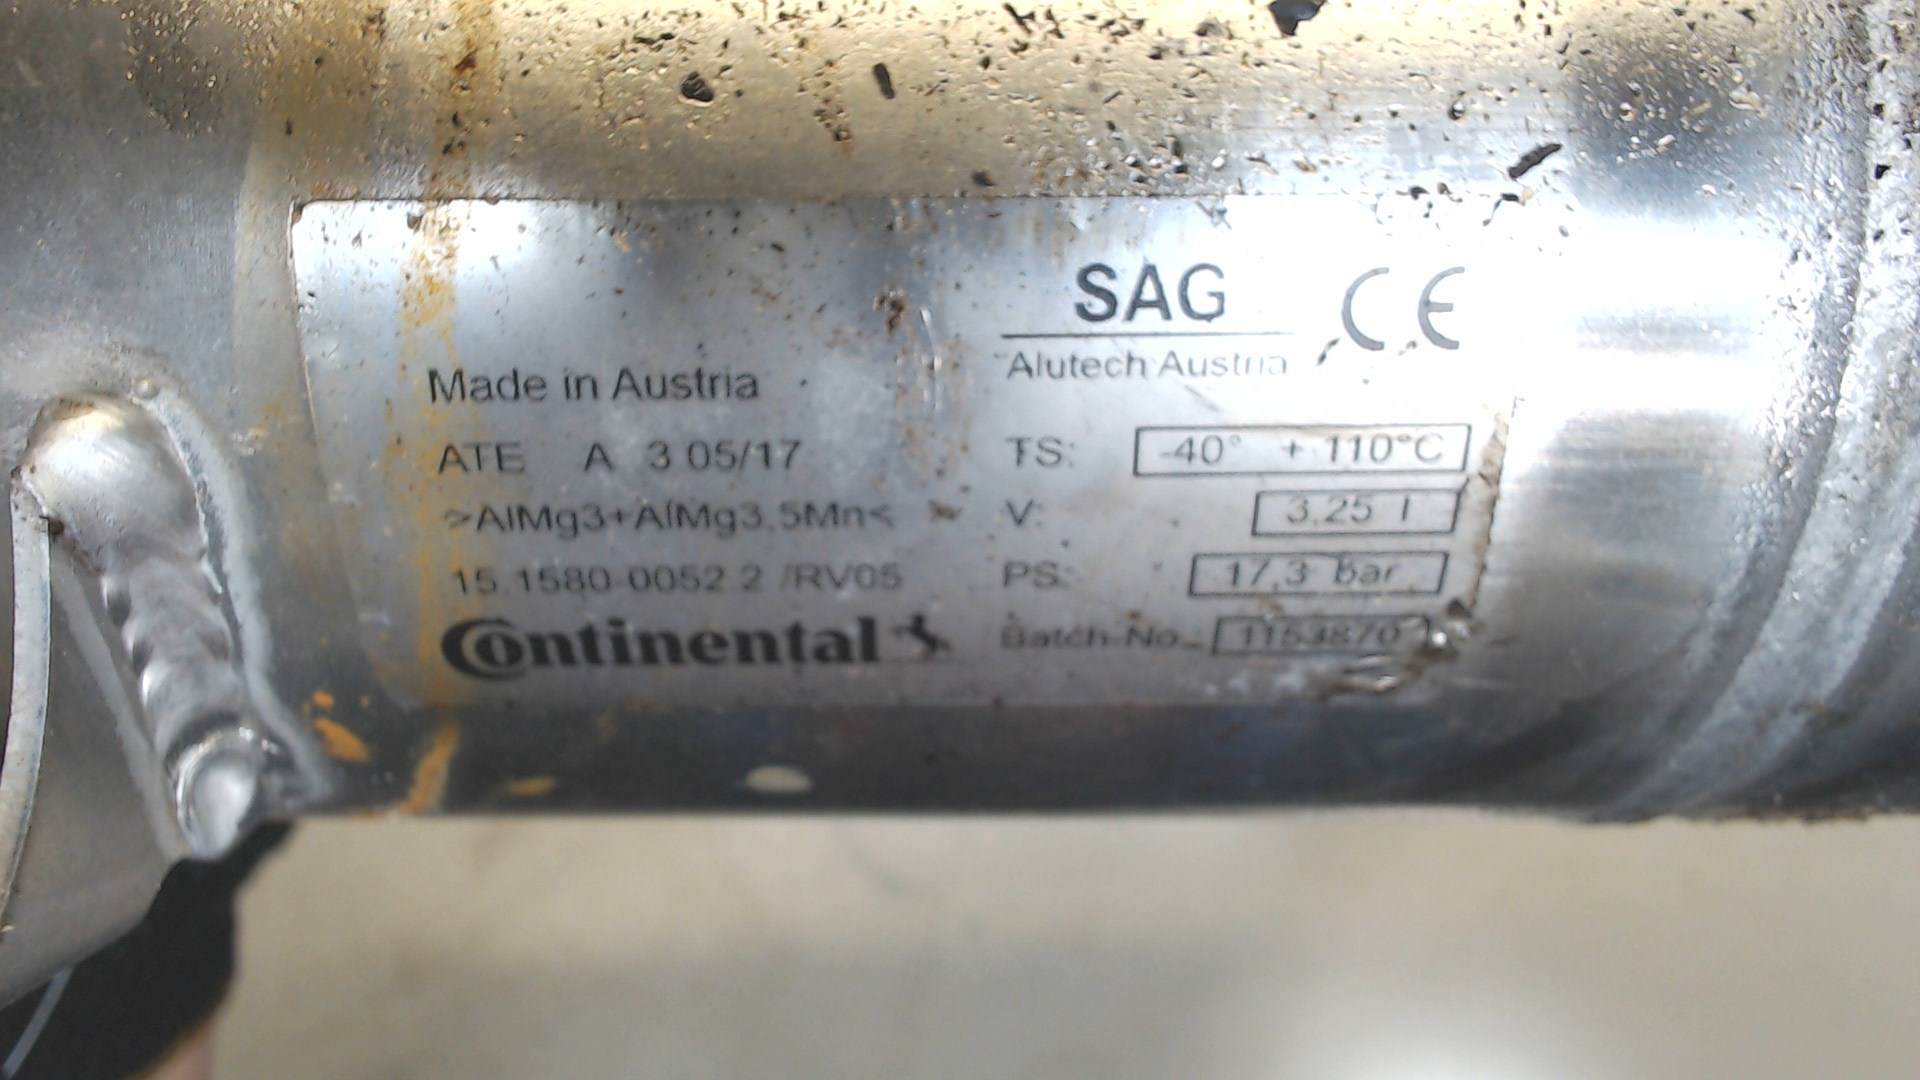 SAG CE
Alutech Austria
Made in Austria
ATE A 3 05/17
>AlMg3+AlMg3.5Mn<
15.1580-0052.2 /RV05
Continental
TS: -40° + 110°C
V: 3.25 l
PS: 17,3 bar
Batch-No.: 1153870